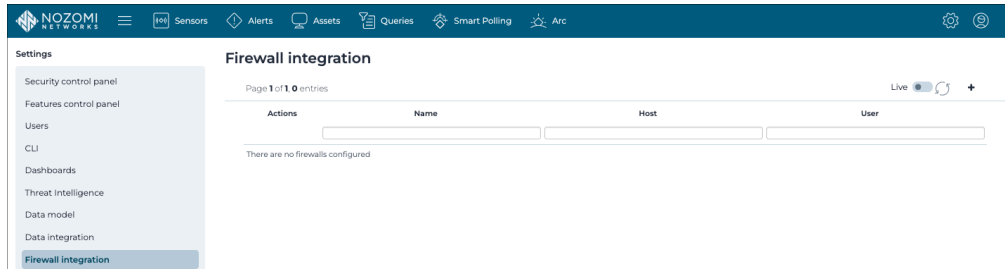 NOZOMI NETWORKS Sensors Alerts Assets Queries Smart Polling Arc
Settings
Firewall integration
Security control panel
Page 1 of 1, 0 entries Live +
Features control panel
Actions Name Host User
Users
CLI
There are no firewalls configured
Dashboards
Threat Intelligence
Data model
Data integration
Firewall integration